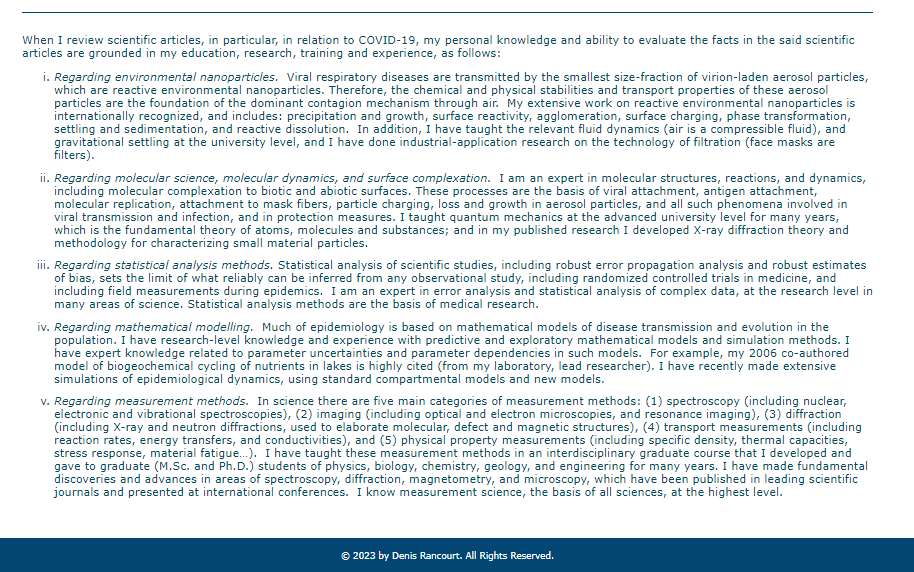 When I review scientific articles, in particular, in relation to COVID-19, my personal knowledge and ability to evaluate the facts in the said scientific
articles are grounded in my education, research, training and experience, as follows:
i. Regarding environmental nanoparticles.  Viral respiratory diseases are transmitted by the smallest size-fraction of virion-laden aerosol particles,
which are reactive environmental nanoparticles. Therefore, the chemical and physical stabilities and transport properties of these aerosol
particles are the foundation of the dominant contagion mechanism through air.  My extensive work on reactive environmental nanoparticles is
internationally recognized, and includes: precipitation and growth, surface reactivity, agglomeration, surface charging, phase transformation,
settling and sedimentation, and reactive dissolution.  In addition, I have taught the relevant fluid dynamics (air is a compressible fluid), and
gravitational settling at the university level, and I have done industrial-application research on the technology of filtration (face masks are
filters).
ii. Regarding molecular science, molecular dynamics, and surface complexation.  I am an expert in molecular structures, reactions, and dynamics,
including molecular complexation to biotic and abiotic surfaces. These processes are the basis of viral attachment, antigen attachment,
molecular replication, attachment to mask fibers, particle charging, loss and growth in aerosol particles, and all such phenomena involved in
viral transmission and infection, and in protection measures. I taught quantum mechanics at the advanced university level for many years,
which is the fundamental theory of atoms, molecules and substances; and in my published research I developed X-ray diffraction theory and
methodology for characterizing small material particles.
iii. Regarding statistical analysis methods. Statistical analysis of scientific studies, including robust error propagation analysis and robust estimates
of bias, sets the limit of what reliably can be inferred from any observational study, including randomized controlled trials in medicine, and
including field measurements during epidemics.  I am an expert in error analysis and statistical analysis of complex data, at the research level in
many areas of science. Statistical analysis methods are the basis of medical research.
iv. Regarding mathematical modelling.  Much of epidemiology is based on mathematical models of disease transmission and evolution in the
population. I have research-level knowledge and experience with predictive and exploratory mathematical models and simulation methods. I
have expert knowledge related to parameter uncertainties and parameter dependencies in such models.  For example, my 2006 co-authored
model of biogeochemical cycling of nutrients in lakes is highly cited (from my laboratory, lead researcher). I have recently made extensive
simulations of epidemiological dynamics, using standard compartmental models and new models.
v. Regarding measurement methods.  In science there are five main categories of measurement methods: (1) spectroscopy (including nuclear,
electronic and vibrational spectroscopies), (2) imaging (including optical and electron microscopies, and resonance imaging), (3) diffraction
(including X-ray and neutron diffractions, used to elaborate molecular, defect and magnetic structures), (4) transport measurements (including
reaction rates, energy transfers, and conductivities), and (5) physical property measurements (including specific density, thermal capacities,
stress response, material fatigue…).  I have taught these measurement methods in an interdisciplinary graduate course that I developed and
gave to graduate (M.Sc. and Ph.D.) students of physics, biology, chemistry, geology, and engineering for many years. I have made fundamental
discoveries and advances in areas of spectroscopy, diffraction, magnetometry, and microscopy, which have been published in leading scientific
journals and presented at international conferences.  I know measurement science, the basis of all sciences, at the highest level.
© 2023 by Denis Rancourt. All Rights Reserved.